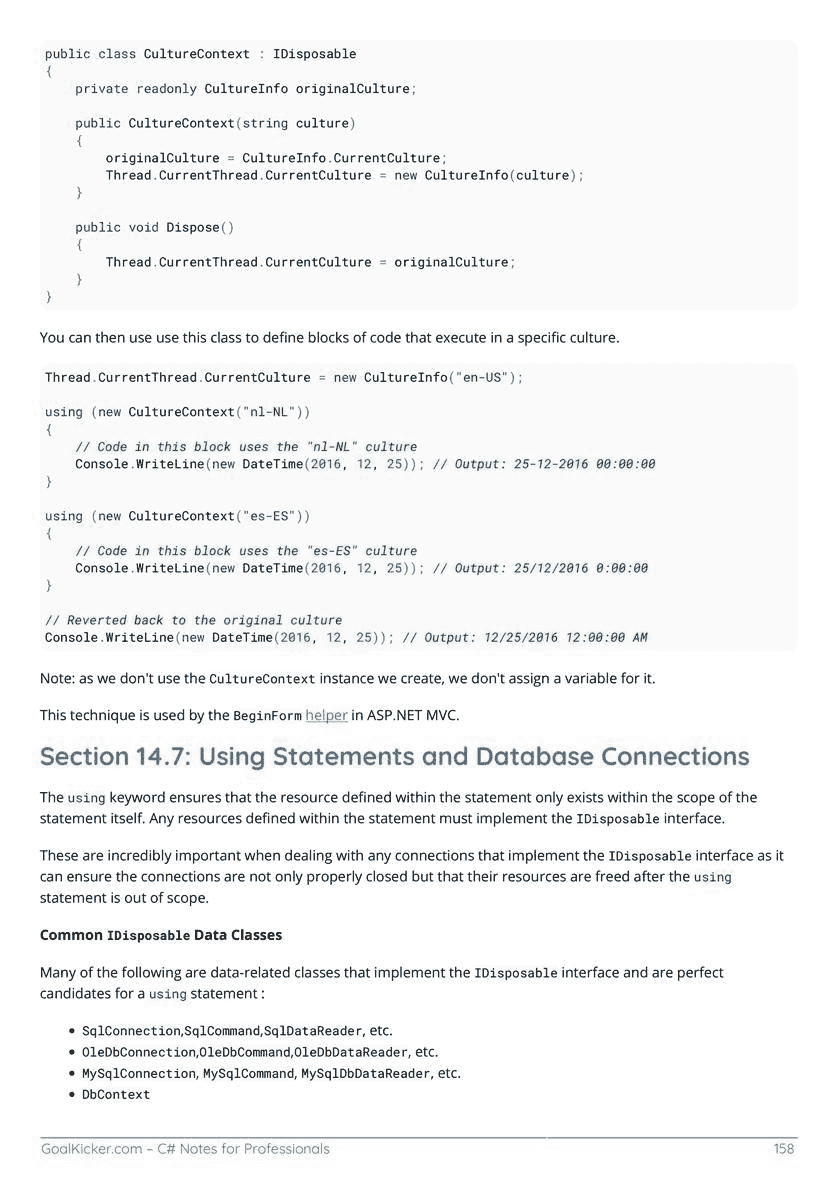 public class CultureContext : IDisposable
{
    private readonly CultureInfo originalCulture;

    public CultureContext(string culture)
    {
        originalCulture = CultureInfo.CurrentCulture;
        Thread.CurrentThread.CurrentCulture = new CultureInfo(culture);
    }

    public void Dispose()
    {
        Thread.CurrentThread.CurrentCulture = originalCulture;
    }
}
You can then use use this class to define blocks of code that execute in a specific culture.
Thread.CurrentThread.CurrentCulture = new CultureInfo("en-US");

using (new CultureContext("nl-NL"))
{
    // Code in this block uses the "nl-NL" culture
    Console.WriteLine(new DateTime(2016, 12, 25)); // Output: 25-12-2016 00:00:00
}

using (new CultureContext("es-ES"))
{
    // Code in this block uses the "es-ES" culture
    Console.WriteLine(new DateTime(2016, 12, 25)); // Output: 25/12/2016 0:00:00
}

// Reverted back to the original culture
Console.WriteLine(new DateTime(2016, 12, 25)); // Output: 12/25/2016 12:00:00 AM
Note: as we don't use the CultureContext instance we create, we don't assign a variable for it.
This technique is used by the BeginForm helper in ASP.NET MVC.
Section 14.7: Using Statements and Database Connections
The using keyword ensures that the resource defined within the statement only exists within the scope of the
statement itself. Any resources defined within the statement must implement the IDisposable interface.
These are incredibly important when dealing with any connections that implement the IDisposable interface as it
can ensure the connections are not only properly closed but that their resources are freed after the using
statement is out of scope.
Common IDisposable Data Classes
Many of the following are data-related classes that implement the IDisposable interface and are perfect
candidates for a using statement :
• SqlConnection,SqlCommand,SqlDataReader, etc.
• OleDbConnection,OleDbCommand,OleDbDataReader, etc.
• MySqlConnection, MySqlCommand, MySqlDbDataReader, etc.
• DbContext
GoalKicker.com – C# Notes for Professionals 158